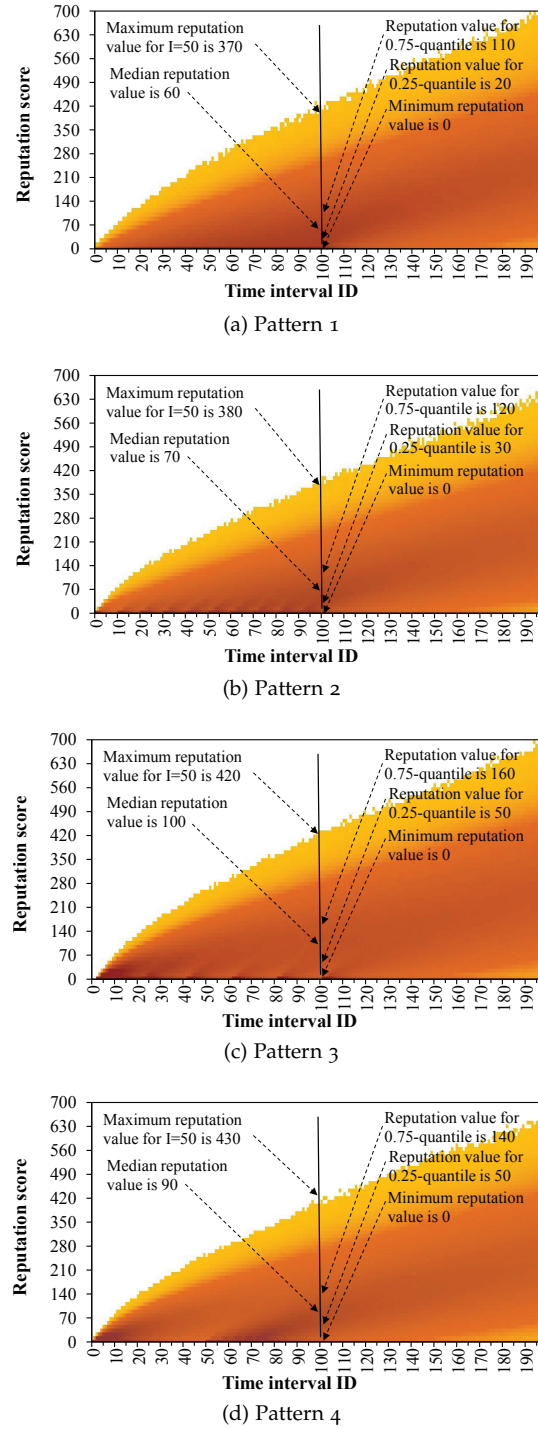 700
630
560
490
420
350
280
210
140
70
0
Reputation score
Maximum reputation
value for I=50 is 370
Median reputation
value is 60
Reputation value for
0.75-quantile is 110
Reputation value for
0.25-quantile is 20
Minimum reputation
value is 0
0 10 20 30 40 50 60 70 80 90 100 110 120 130 140 150 160 170 180 190
Time interval ID
(a) Pattern 1
700
630
560
490
420
350
280
210
140
70
0
Reputation score
Maximum reputation
value for I=50 is 380
Median reputation
value is 70
Reputation value for
0.75-quantile is 120
Reputation value for
0.25-quantile is 30
Minimum reputation
value is 0
0 10 20 30 40 50 60 70 80 90 100 110 120 130 140 150 160 170 180 190
Time interval ID
(b) Pattern 2
700
630
560
490
420
350
280
210
140
70
0
Reputation score
Maximum reputation
value for I=50 is 420
Median reputation
value is 100
Reputation value for
0.75-quantile is 160
Reputation value for
0.25-quantile is 50
Minimum reputation
value is 0
0 10 20 30 40 50 60 70 80 90 100 110 120 130 140 150 160 170 180 190
Time interval ID
(c) Pattern 3
700
630
560
490
420
350
280
210
140
70
0
Reputation score
Maximum reputation
value for I=50 is 430
Median reputation
value is 90
Reputation value for
0.75-quantile is 140
Reputation value for
0.25-quantile is 50
Minimum reputation
value is 0
0 10 20 30 40 50 60 70 80 90 100 110 120 130 140 150 160 170 180 190
Time interval ID
(d) Pattern 4